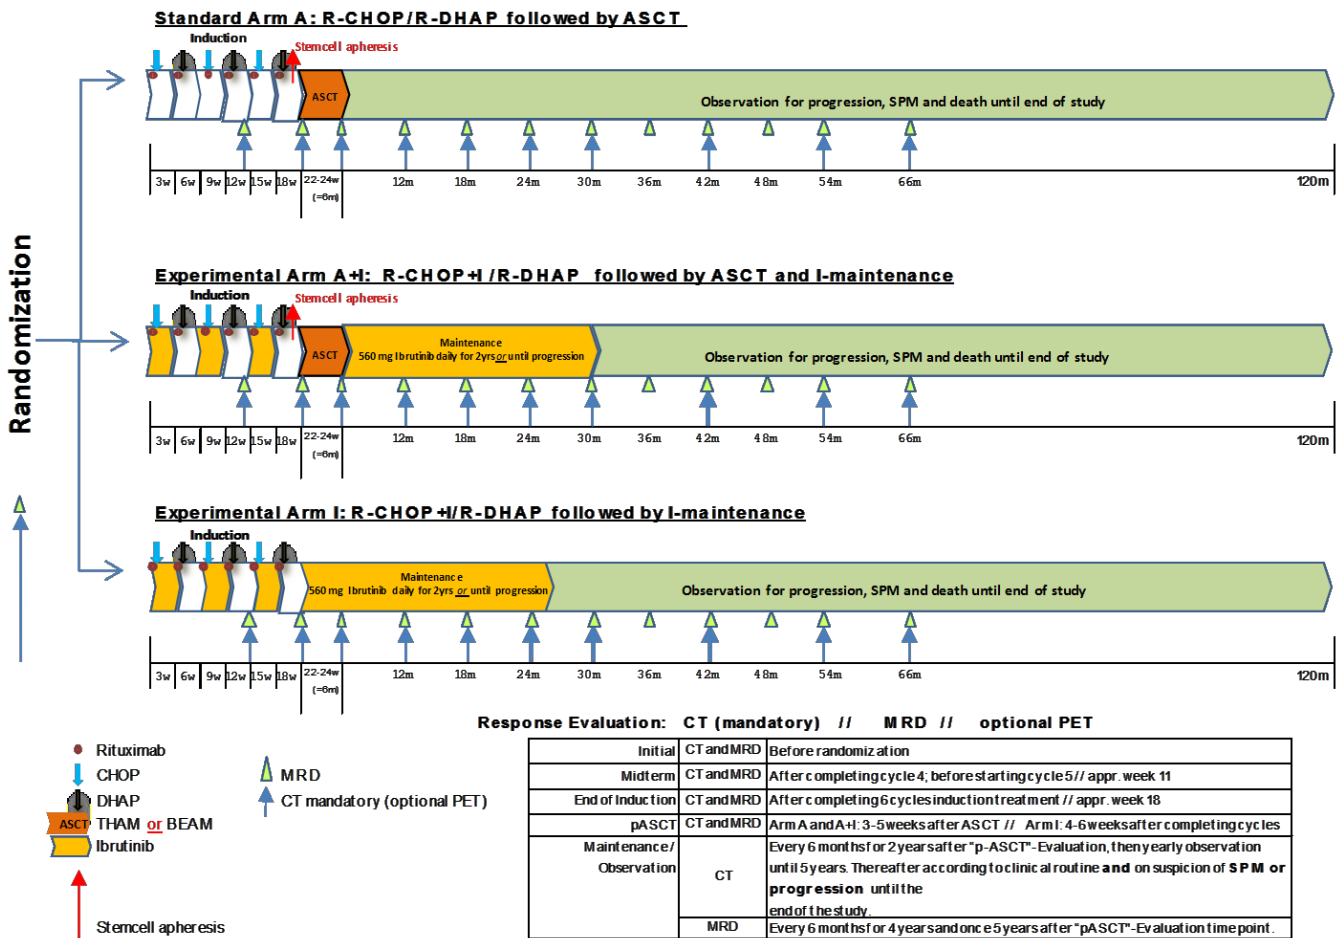 Standard Arm A: R-CHOP/R-DHAP followed by ASCT
Induction
Stemcell apheresis
ASCT
Observation for progression, SPM and death until end of study
3w 6w 9w 12w 15w 18w 22-24w 12m 18m 24m 30m 36m 42m 48m 54m 66m 120m
(=6m)
Randomization
Experimental Arm A+I: R-CHOP+I /R-DHAP followed by ASCT and I-maintenance
Induction
Stemcell apheresis
ASCT
Maintenance
560 mg Ibrutinib daily for 2yrs or until progression
Observation for progression, SPM and death until end of study
3w 6w 9w 12w 15w 18w 22-24w 12m 18m 24m 30m 36m 42m 48m 54m 66m 120m
(=6m)
Experimental Arm I: R-CHOP+I/R-DHAP followed by I-maintenance
Induction
Maintenance
560 mg Ibrutinib daily for 2yrs or until progression
Observation for progression, SPM and death until end of study
3w 6w 9w 12w 15w 18w 22-24w 12m 18m 24m 30m 36m 42m 48m 54m 66m 120m
(=6m)
Response Evaluation: CT (mandatory) // MRD // optional PET
Rituximab
CHOP
DHAP
ASCT THAM or BEAM
Ibrutinib
Stemcell apheresis
MRD
CT mandatory (optional PET)
Initial CT and MRD Before randomization
Midterm CT and MRD After completing cycle 4; before starting cycle 5 // appr. week 11
End of Induction CT and MRD After completing 6 cycles induction treatment // appr. week 18
pASCT CT and MRD Arm A and A+I: 3-5 weeks after ASCT // Arm I: 4-6 weeks after completing cycles
Maintenance/
Observation
CT
Every 6 months for 2 years after "p-ASCT"-Evaluation, then yearly observation
until 5 years. Thereafter according to clinical routine and on suspicion of SPM or
progression until the
end of the study.
MRD Every 6 months for 4 years and once 5 years after "pASCT"-Evaluation time point.